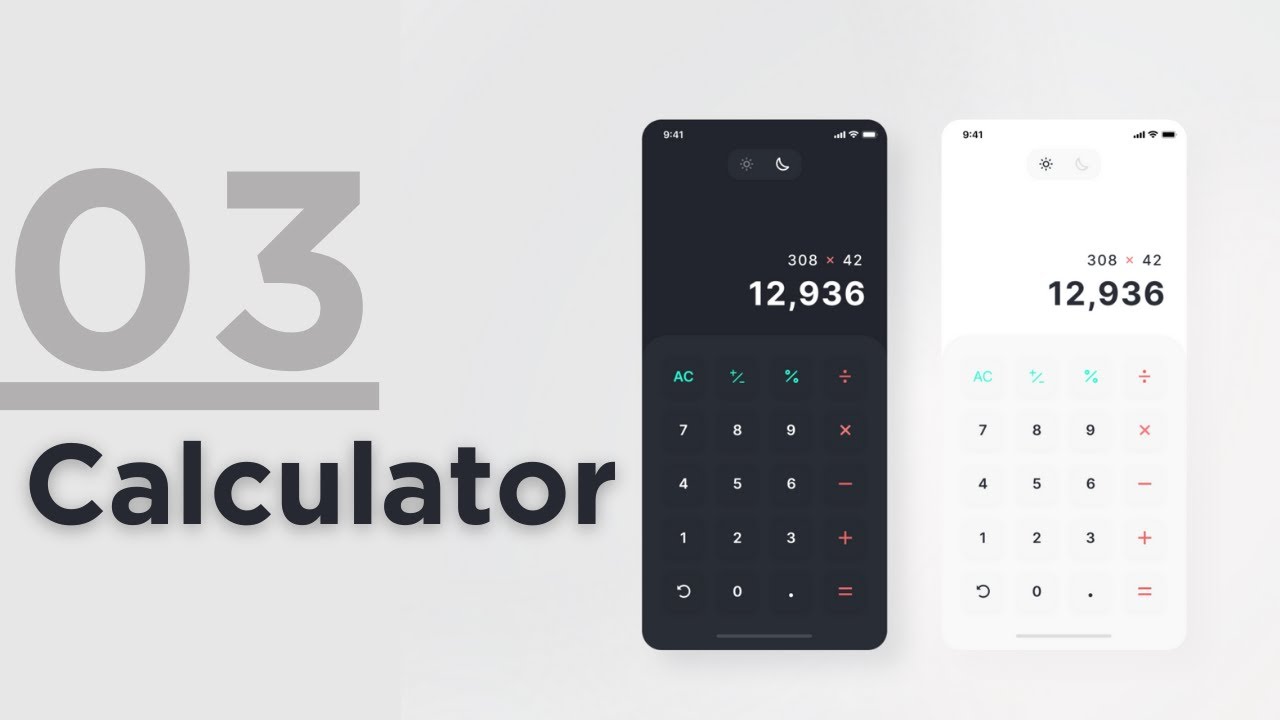 03
Calculator
9:41
308 × 42
12,936
AC +/− % ÷
7 8 9 ×
4 5 6 −
1 2 3 +
0 . =
9:41
308 × 42
12,936
AC +/− % ÷
7 8 9 ×
4 5 6 −
1 2 3 +
0 . =